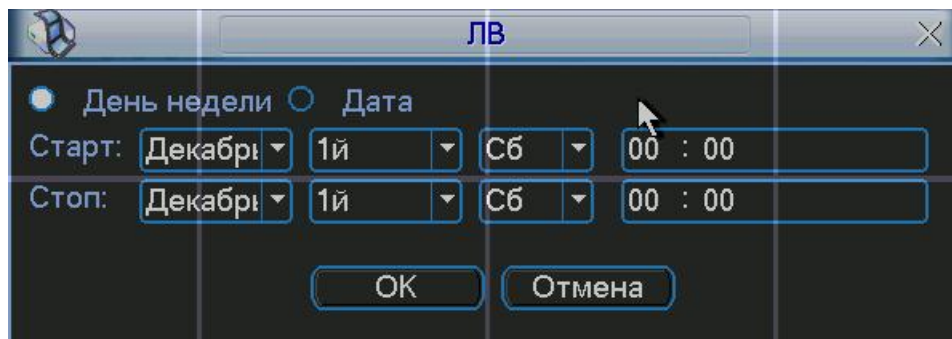 ЛВ
День недели Дата
Старт: Декабрь 1й Сб 00 : 00
Стоп: Декабрь 1й Сб 00 : 00
OK Отмена